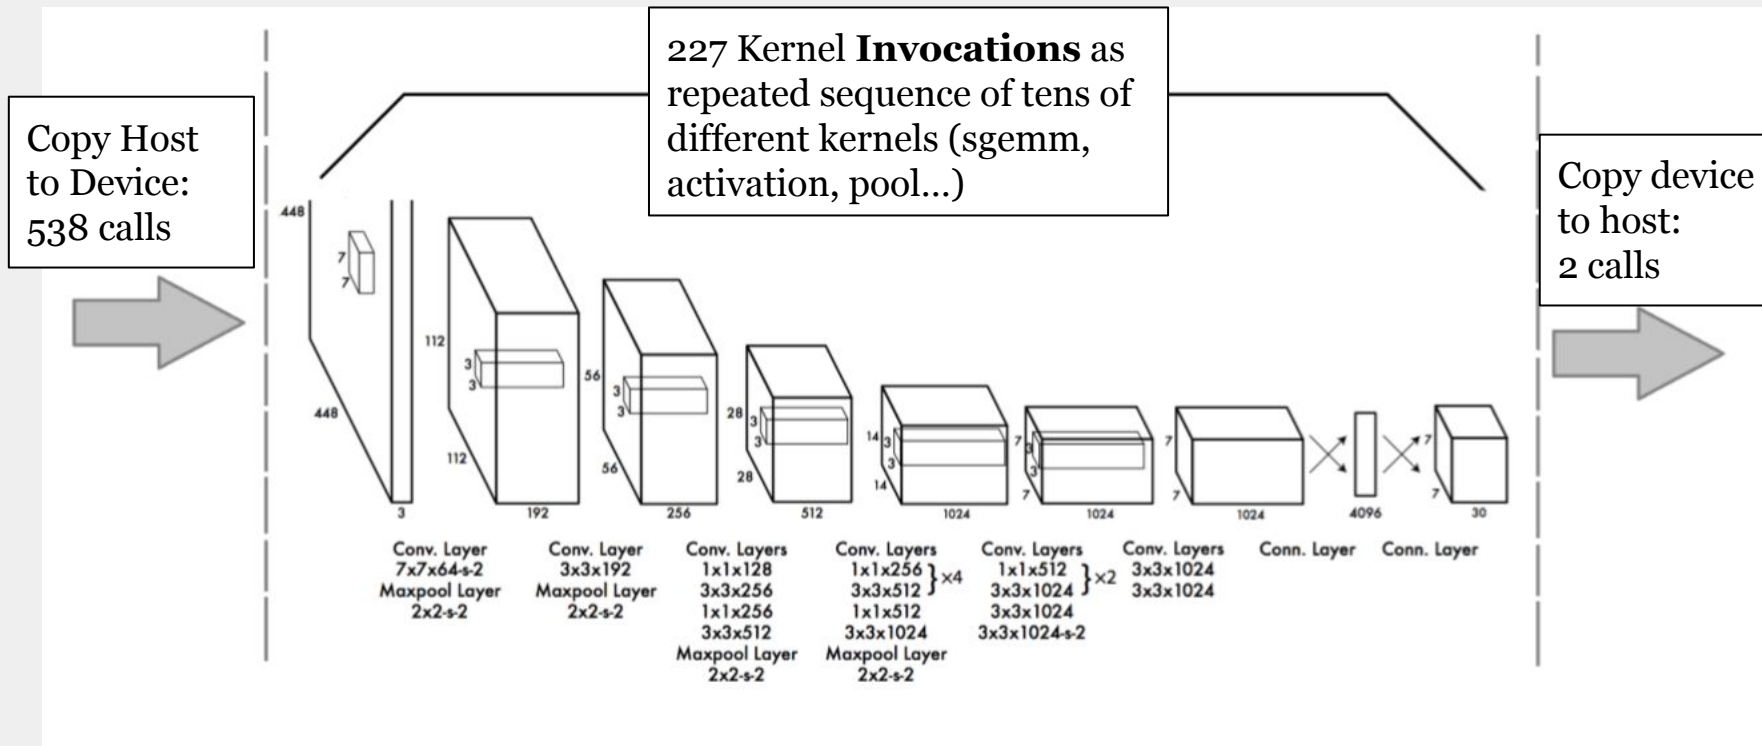 227 Kernel Invocations as
repeated sequence of tens of
different kernels (sgemm,
activation, pool...)
Copy Host
to Device:
538 calls
Copy device
to host:
2 calls
448
7
7
448
3
112
3
3
112
192
56
3
3
56
256
28
3
3
28
512
14
3
3
14
1024
7
3
3
7
1024
7
7
1024
4096
7
7
30
Conv. Layer
7x7x64-s-2
Maxpool Layer
2x2-s-2
Conv. Layer
3x3x192
Maxpool Layer
2x2-s-2
Conv. Layers
1x1x128
3x3x256
1x1x256
3x3x512
Maxpool Layer
2x2-s-2
Conv. Layers
1x1x256
3x3x512 }×4
1x1x512
3x3x1024
Maxpool Layer
2x2-s-2
Conv. Layers
1x1x512
3x3x1024 }×2
3x3x1024
3x3x1024-s-2
Conv. Layers
3x3x1024
3x3x1024
Conn. Layer
Conn. Layer